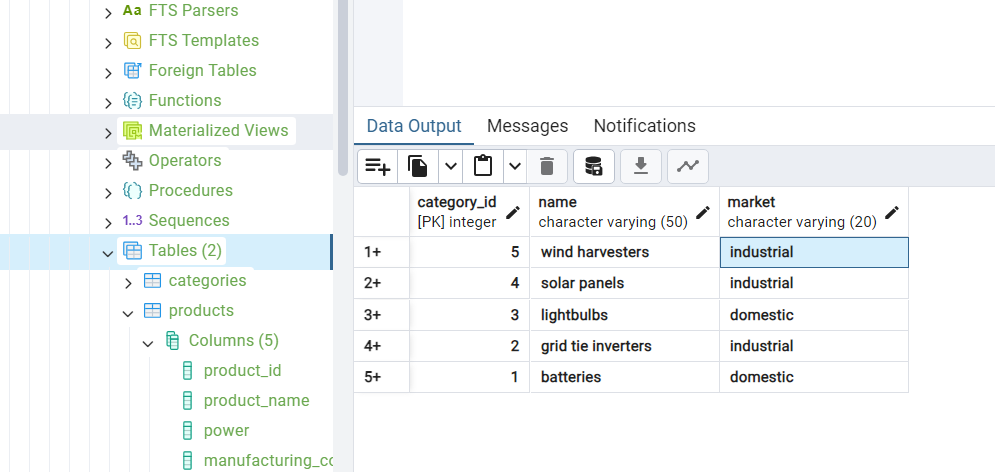 FTS Parsers
FTS Templates
Foreign Tables
Functions
Materialized Views
Operators
Procedures
1..3 Sequences
Tables (2)
categories
products
Columns (5)
product_id
product_name
power
manufacturing_co
Data Output Messages Notifications
category_id name market
[PK] integer character varying (50) character varying (20)
1+ 5 wind harvesters industrial
2+ 4 solar panels industrial
3+ 3 lightbulbs domestic
4+ 2 grid tie inverters industrial
5+ 1 batteries domestic